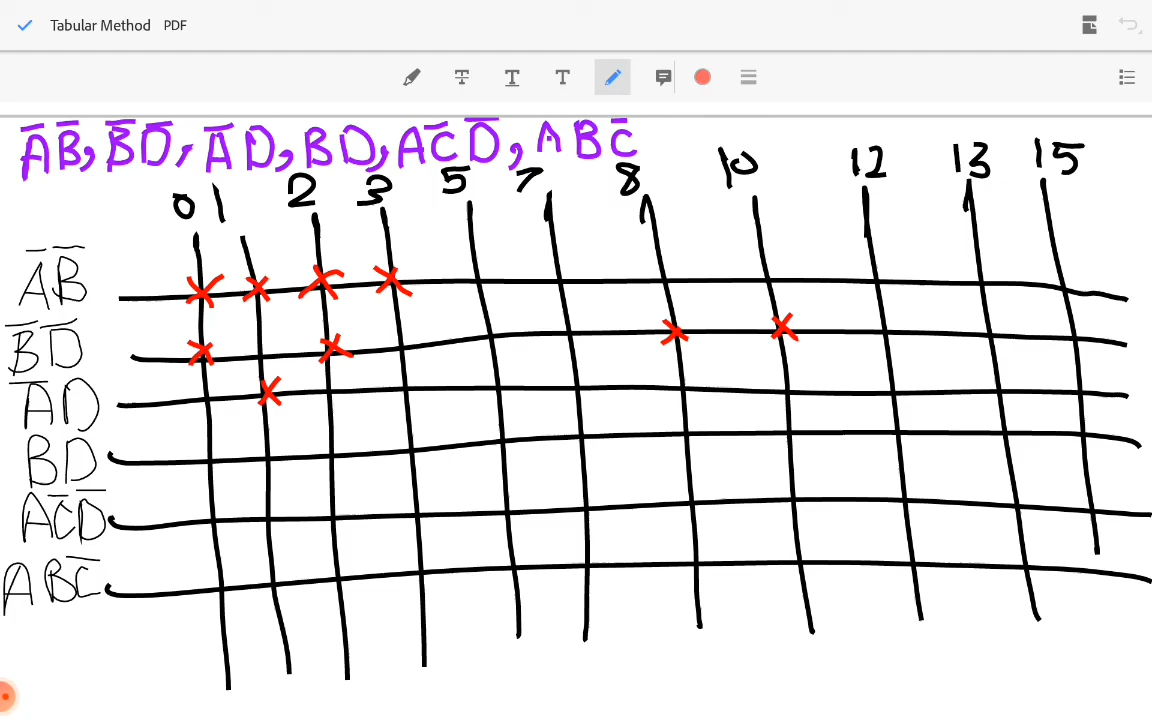 Tabular Method PDF
A̅B̅, B̅D̅, A̅D, BD, AC̅D̅, ABC̅
0 1 2 3 5 7 8 10 12 13 15
A̅B̅
B̅D̅
A̅D
BD
AC̅D̅
ABC̅